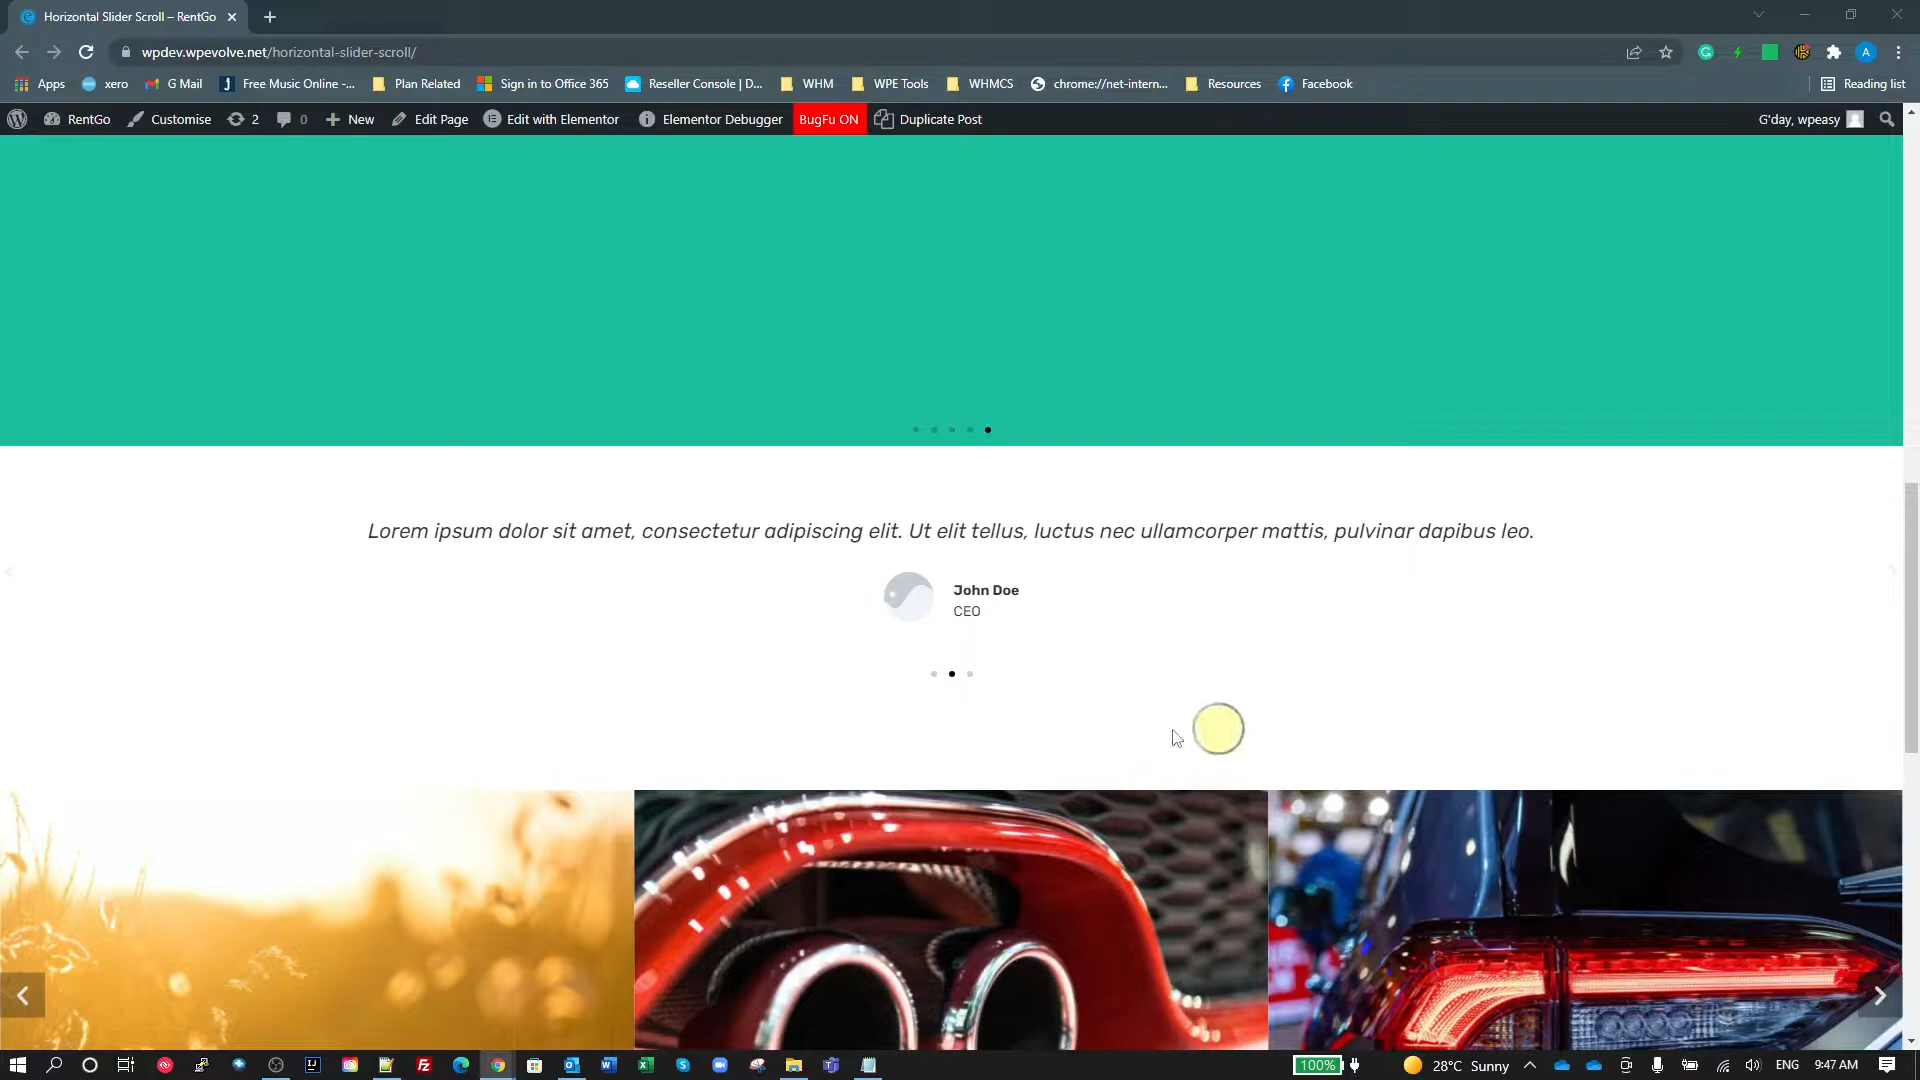 Horizontal Slider Scroll – RentGo
wpdev.wpevolve.net/horizontal-slider-scroll/
A
Apps xero G Mail Free Music Online -... Plan Related Sign in to Office 365 Reseller Console | D... WHM WPE Tools WHMCS chrome://net-intern... Resources Facebook Reading list
RentGo Customise 2 0 New Edit Page Edit with Elementor Elementor Debugger BugFu ON Duplicate Post G'day, wpeasy
Lorem ipsum dolor sit amet, consectetur adipiscing elit. Ut elit tellus, luctus nec ullamcorper mattis, pulvinar dapibus leo.
John Doe
CEO
100% 28°C Sunny ENG 9:47 AM